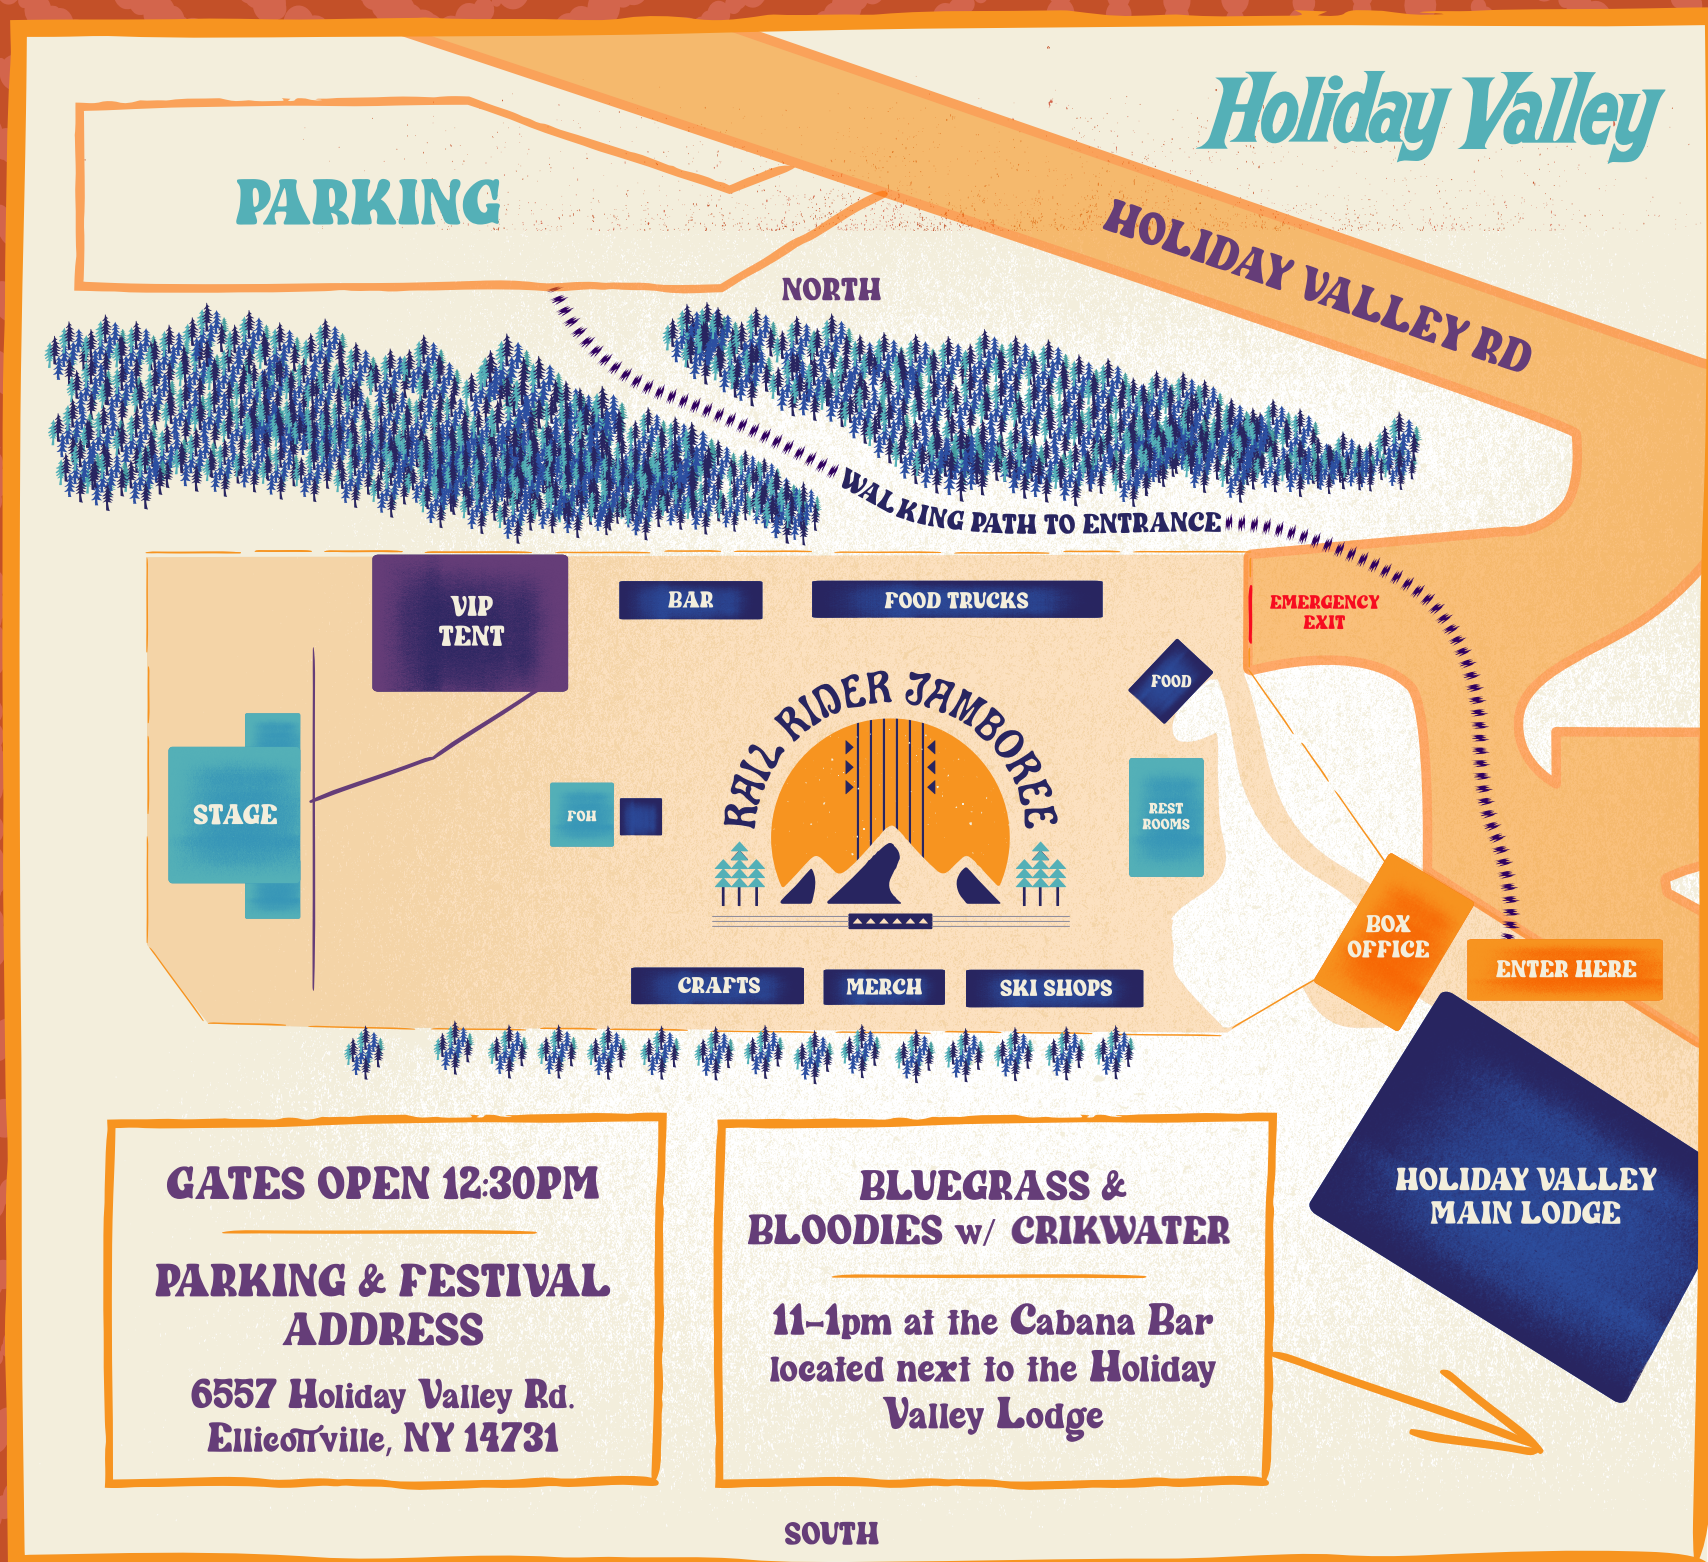 Holiday Valley
PARKING
HOLIDAY VALLEY RD
NORTH
WALKING PATH TO ENTRANCE
VIP
TENT
BAR
FOOD TRUCKS
EMERGENCY
EXIT
FOOD
RAIL RIDER JAMBOREE
STAGE
FOH
REST
ROOMS
BOX
OFFICE
ENTER HERE
CRAFTS
MERCH
SKI SHOPS
HOLIDAY VALLEY
MAIN LODGE
GATES OPEN 12:30PM
PARKING & FESTIVAL
ADDRESS
6557 Holiday Valley Rd.
Ellicottville, NY 14731
BLUEGRASS &
BLOODIES w/ CRIKWATER
11-1pm at the Cabana Bar
located next to the Holiday
Valley Lodge
SOUTH